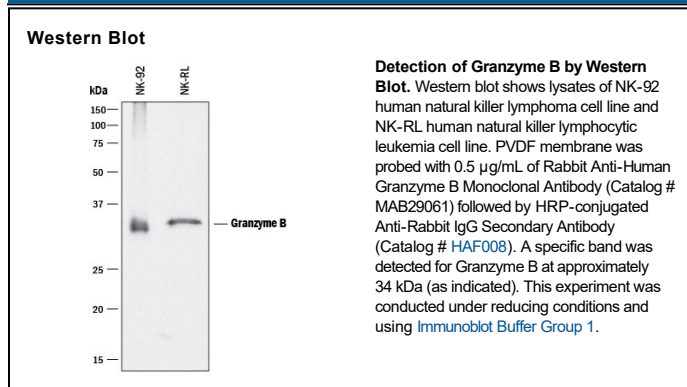 Western Blot
kDa
NK-92
NK-RL
150
100
75
50
37
Granzyme B
25
20
15
Detection of Granzyme B by Western
Blot. Western blot shows lysates of NK-92
human natural killer lymphoma cell line and
NK-RL human natural killer lymphocytic
leukemia cell line. PVDF membrane was
probed with 0.5 µg/mL of Rabbit Anti-Human
Granzyme B Monoclonal Antibody (Catalog #
MAB29061) followed by HRP-conjugated
Anti-Rabbit IgG Secondary Antibody
(Catalog # HAF008). A specific band was
detected for Granzyme B at approximately
34 kDa (as indicated). This experiment was
conducted under reducing conditions and
using Immunoblot Buffer Group 1.